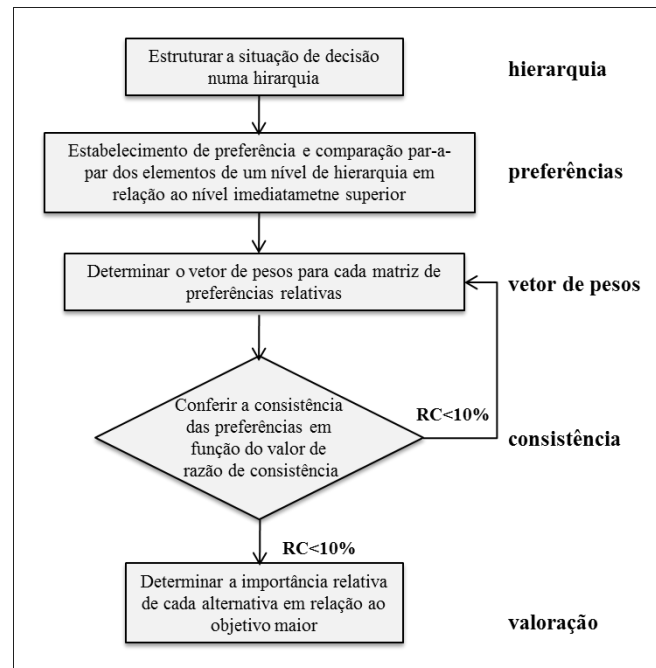 Estruturar a situação de decisão
numa hirarquia
hierarquia
Estabelecimento de preferência e comparação par-a-
par dos elementos de um nível de hierarquia em
relação ao nível imediatametne superior
preferências
Determinar o vetor de pesos para cada matriz de
preferências relativas
vetor de pesos
Conferir a consistência
das preferências em
função do valor de
razão de consistência
RC<10%
consistência
RC<10%
Determinar a importância relativa
de cada alternativa em relação ao
objetivo maior
valoração